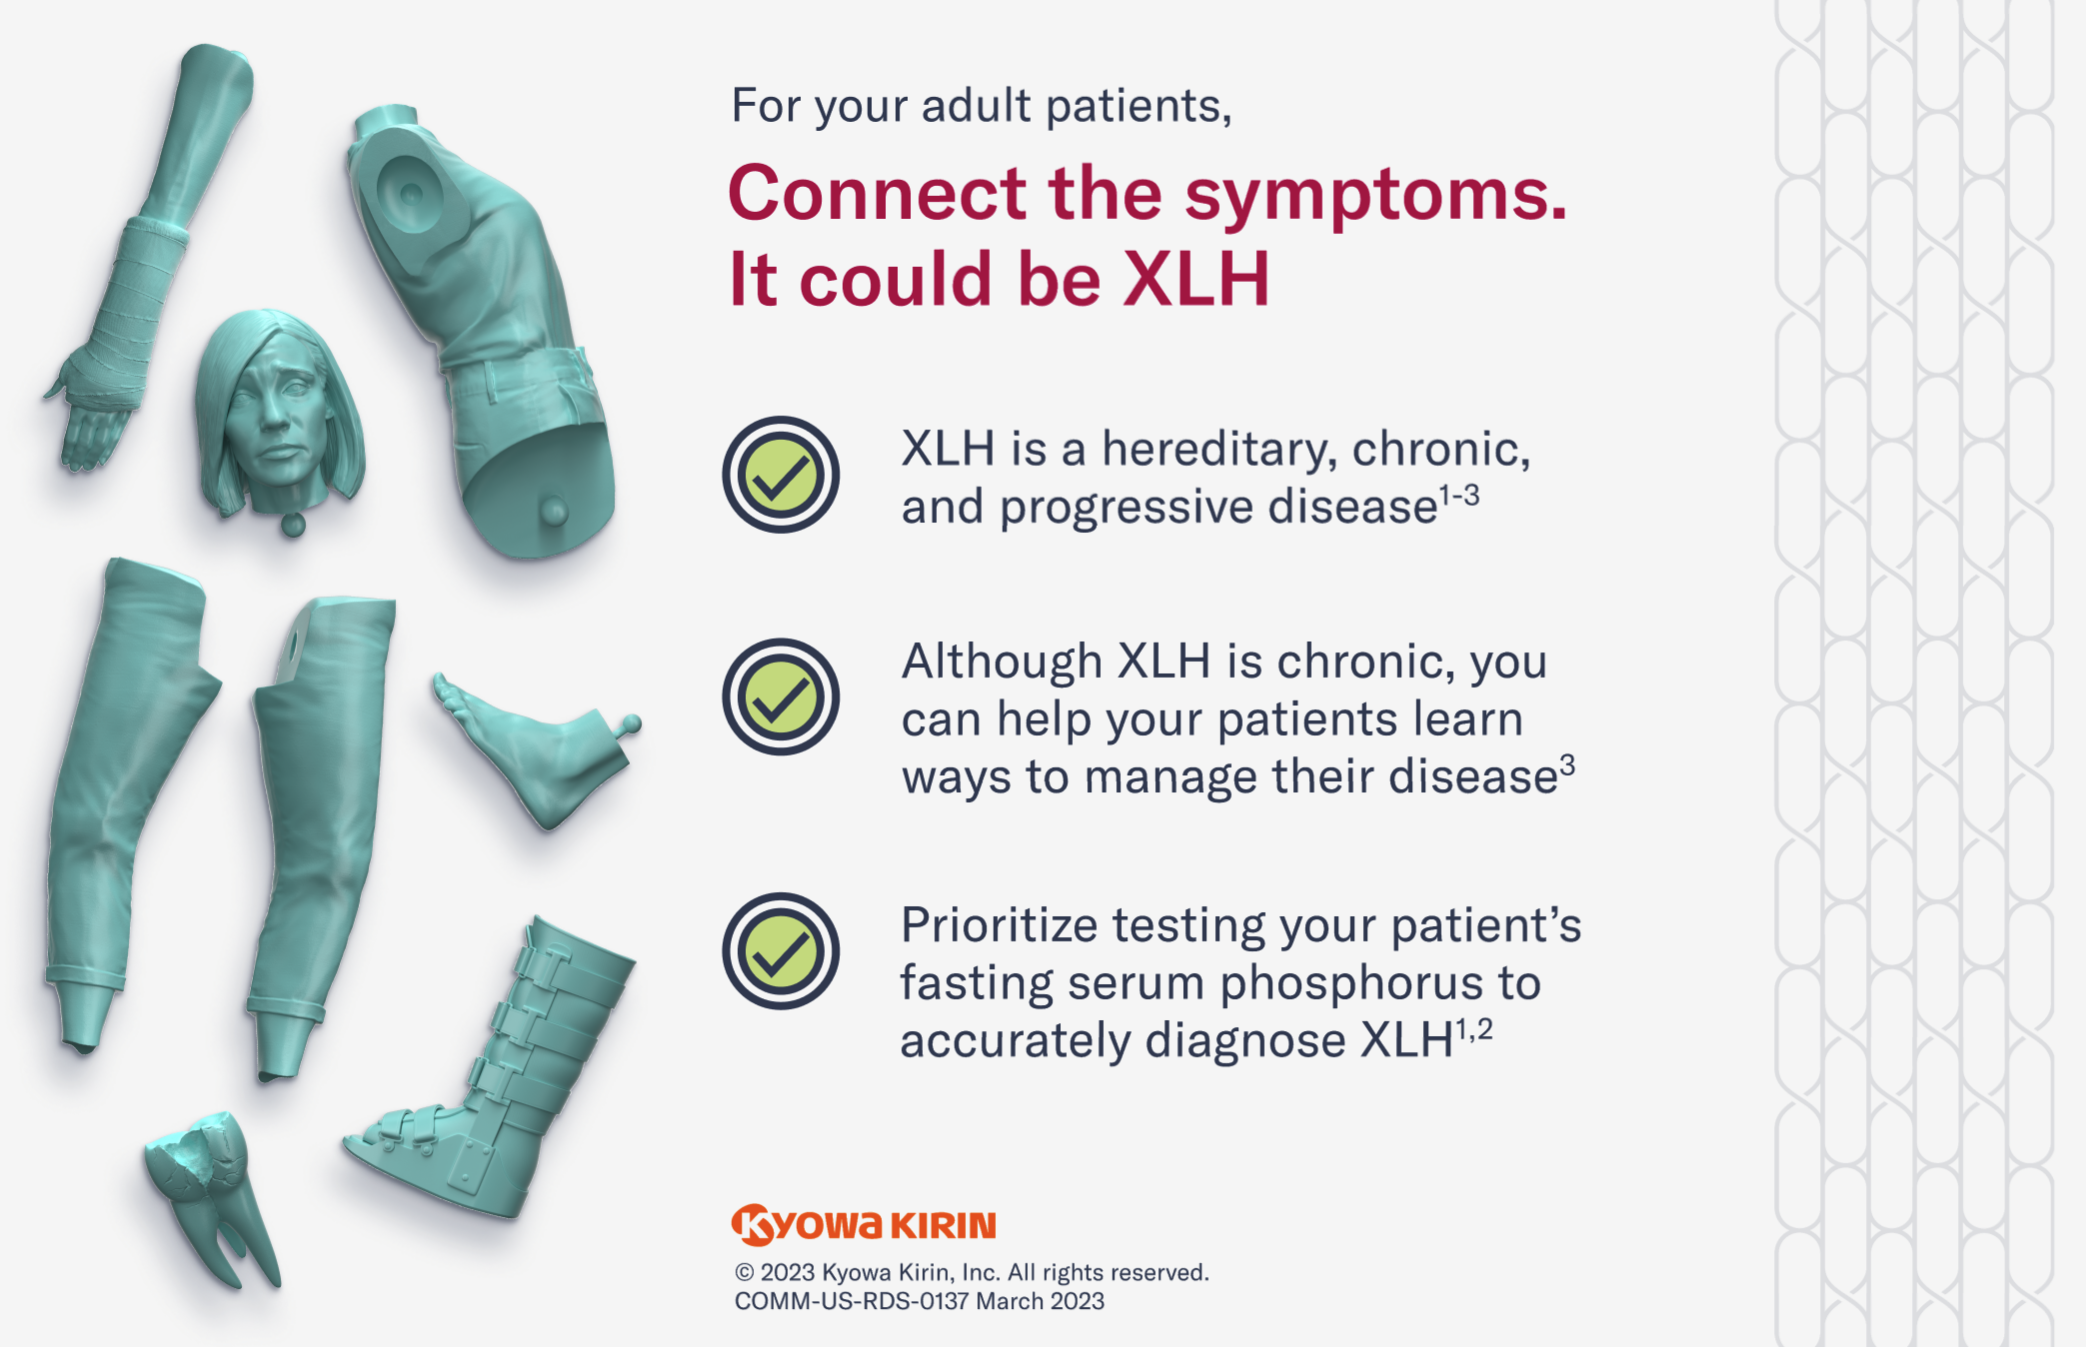 For your adult patients,
Connect the symptoms.
It could be XLH
XLH is a hereditary, chronic,
and progressive disease¹⁻³
Although XLH is chronic, you
can help your patients learn
ways to manage their disease³
Prioritize testing your patient’s
fasting serum phosphorus to
accurately diagnose XLH¹,²
KYOWA KIRIN
© 2023 Kyowa Kirin, Inc. All rights reserved.
COMM-US-RDS-0137 March 2023